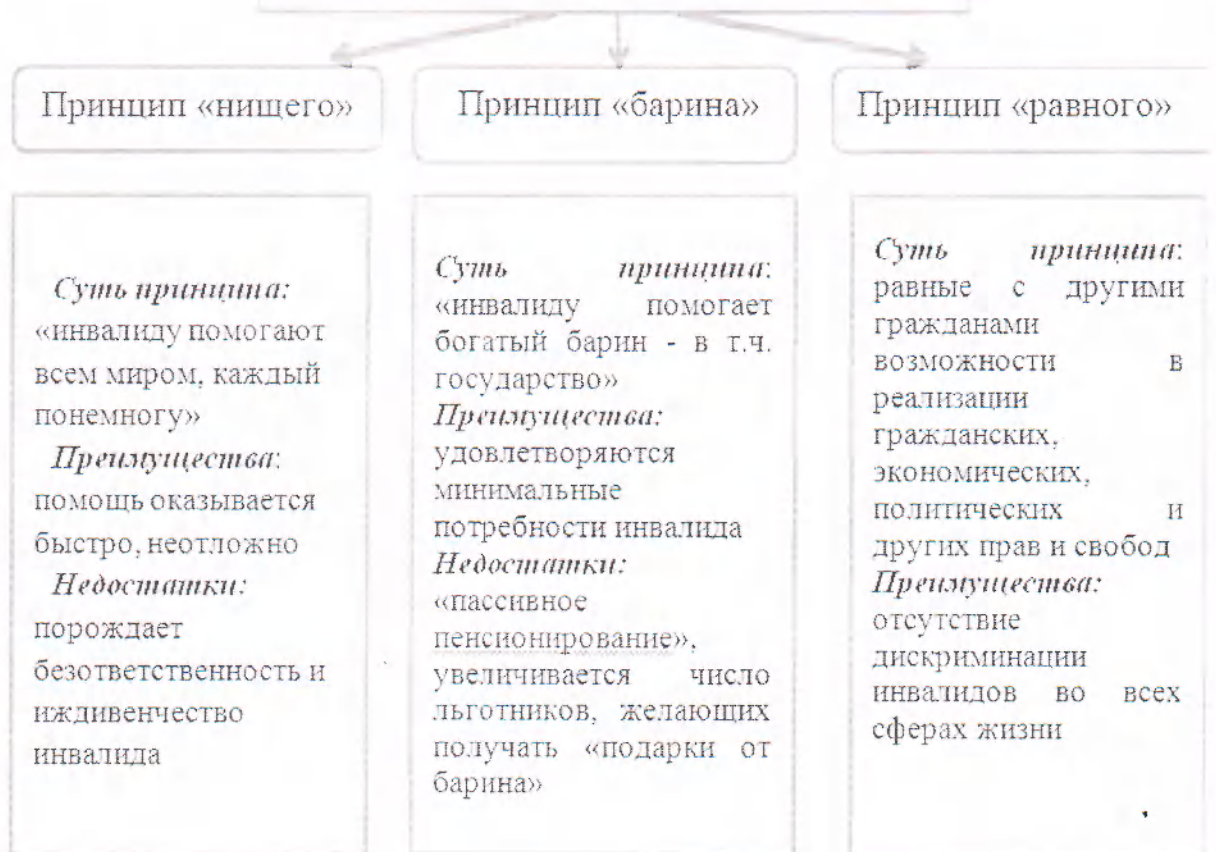 Принцип «нищего»
Принцип «барина»
Принцип «равного»
Суть принципа:
«инвалиду помогают
всем миром, каждый
понемногу»
Преимущества:
помощь оказывается
быстро, неотложно
Недостатки:
порождает
безответственность и
иждивенчество
инвалида
Суть принципа:
«инвалиду помогает
богатый барин - в т.ч.
государство»
Преимущества:
удовлетворяются
минимальные
потребности инвалида
Недостатки:
«пассивное
пенсионирование»,
увеличивается число
льготников, желающих
получать «подарки от
барина»
Суть принципа:
равные с другими
гражданами
возможности в
реализации
гражданских,
экономических,
политических и
других прав и свобод
Преимущества:
отсутствие
дискриминации
инвалидов во всех
сферах жизни